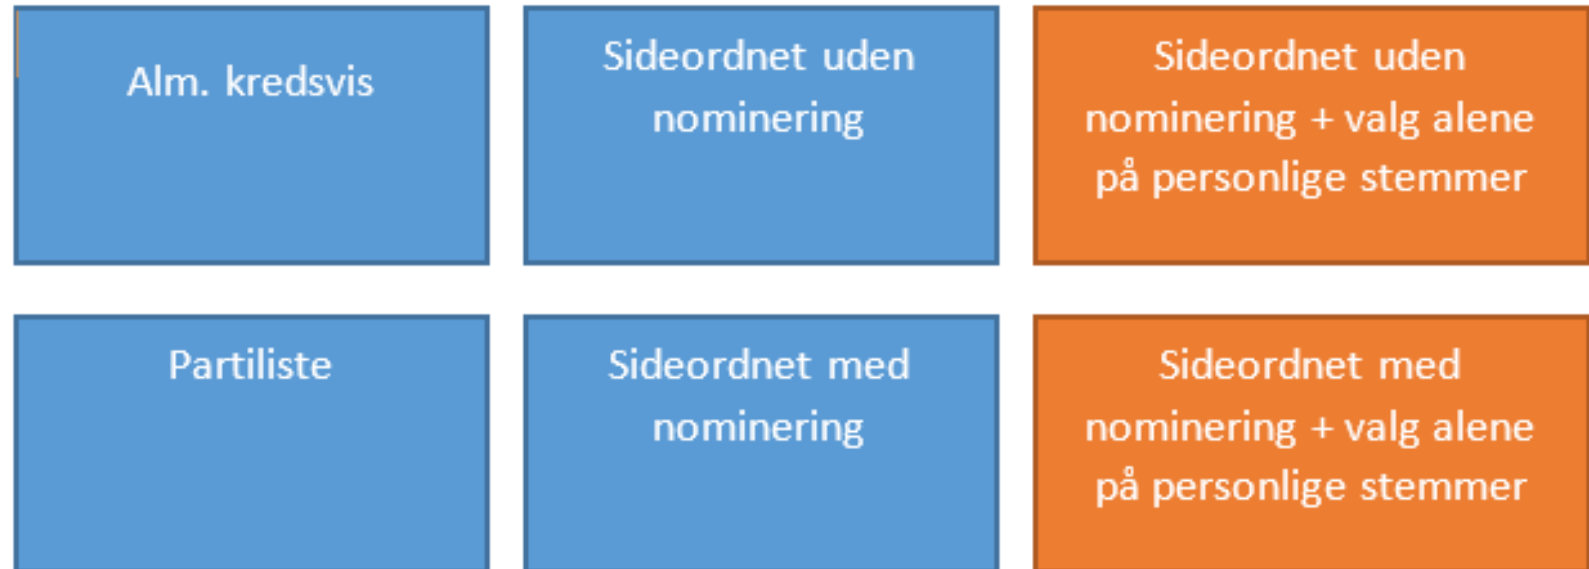 Alm. kredsvis
Sideordnet uden
nominering
Sideordnet uden
nominering + valg alene
på personlige stemmer
Partiliste
Sideordnet med
nominering
Sideordnet med
nominering + valg alene
på personlige stemmer